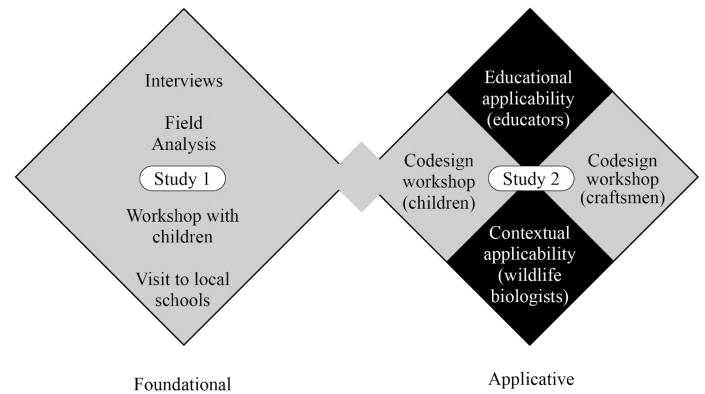 Interviews
Field
Analysis
Study 1
Workshop with
children
Visit to local
schools
Foundational
Educational
applicability
(educators)
Codesign
workshop
(children)
Study 2
Codesign
workshop
(craftsmen)
Contextual
applicability
(wildlife
biologists)
Applicative